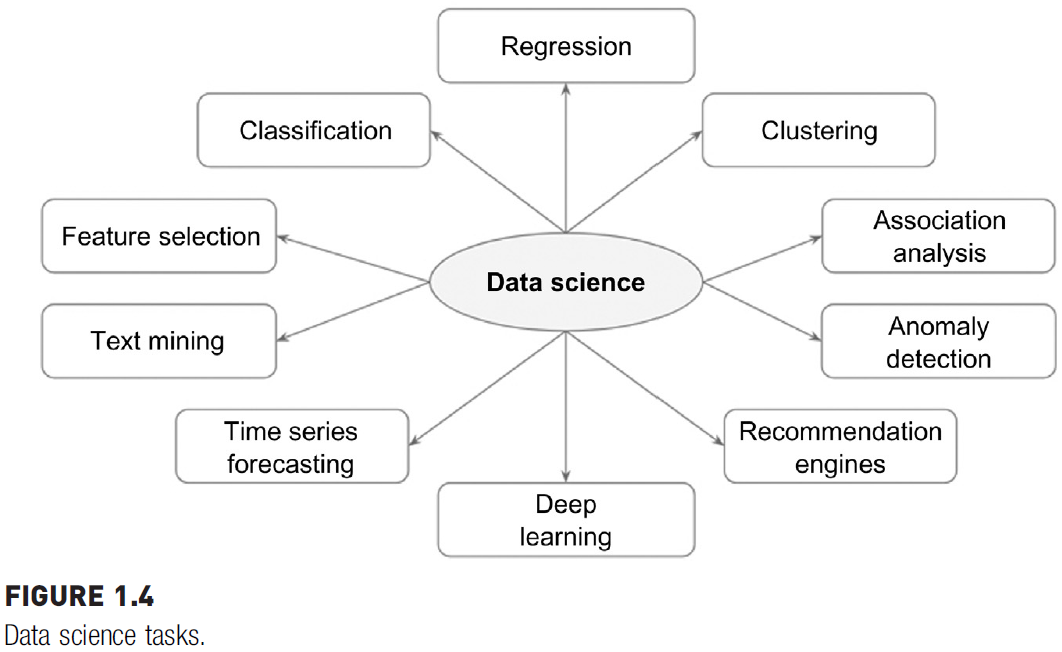 Regression
Classification
Clustering
Feature selection
Association
analysis
Data science
Text mining
Anomaly
detection
Time series
forecasting
Recommendation
engines
Deep
learning
FIGURE 1.4
Data science tasks.